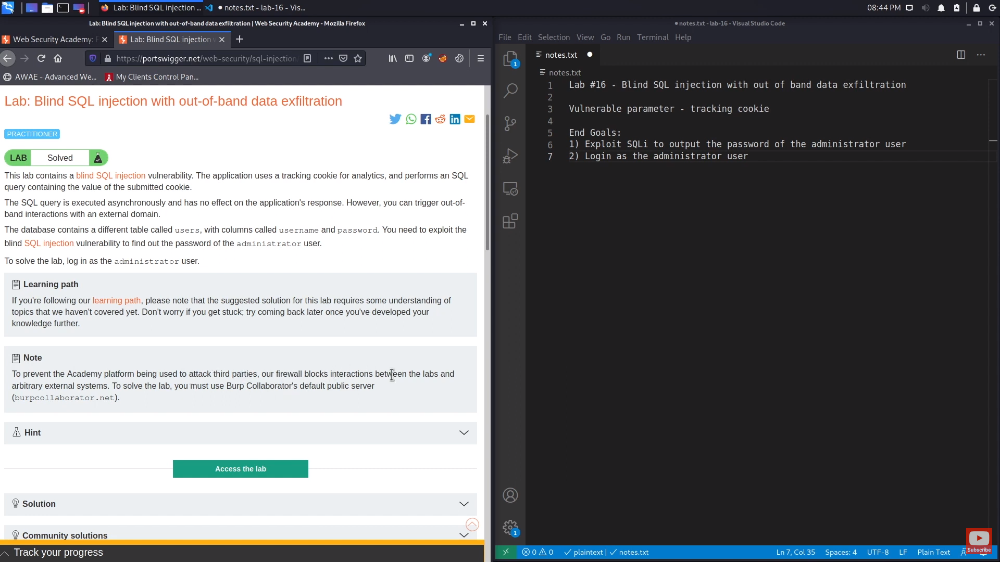 Lab: Blind SQL injection ...
notes.txt - lab-16 - Vis...
08:44 PM
Lab: Blind SQL injection with out-of-band data exfiltration | Web Security Academy - Mozilla Firefox
Web Security Academy: F
Lab: Blind SQL injection w
https://portswigger.net/web-security/sql-injection/
AWAE - Advanced We...
My Clients Control Pan...
Lab: Blind SQL injection with out-of-band data exfiltration
PRACTITIONER
LAB Solved
This lab contains a blind SQL injection vulnerability. The application uses a tracking cookie for analytics, and performs an SQL
query containing the value of the submitted cookie.
The SQL query is executed asynchronously and has no effect on the application's response. However, you can trigger out-of-
band interactions with an external domain.
The database contains a different table called users, with columns called username and password. You need to exploit the
blind SQL injection vulnerability to find out the password of the administrator user.
To solve the lab, log in as the administrator user.
Learning path
If you're following our learning path, please note that the suggested solution for this lab requires some understanding of
topics that we haven't covered yet. Don't worry if you get stuck; try coming back later once you've developed your
knowledge further.
Note
To prevent the Academy platform being used to attack third parties, our firewall blocks interactions between the labs and
arbitrary external systems. To solve the lab, you must use Burp Collaborator's default public server
(burpcollaborator.net).
Hint
Access the lab
Solution
Community solutions
Track your progress
notes.txt - lab-16 - Visual Studio Code
File Edit Selection View Go Run Terminal Help
notes.txt
notes.txt
1 Lab #16 - Blind SQL injection with out of band data exfiltration
2
3 Vulnerable parameter - tracking cookie
4
5 End Goals:
6 1) Exploit SQLi to output the password of the administrator user
7 2) Login as the administrator user
1
1
0 0 plaintext | notes.txt
Ln 7, Col 35 Spaces: 4 UTF-8 LF Plain Text
Subscribe